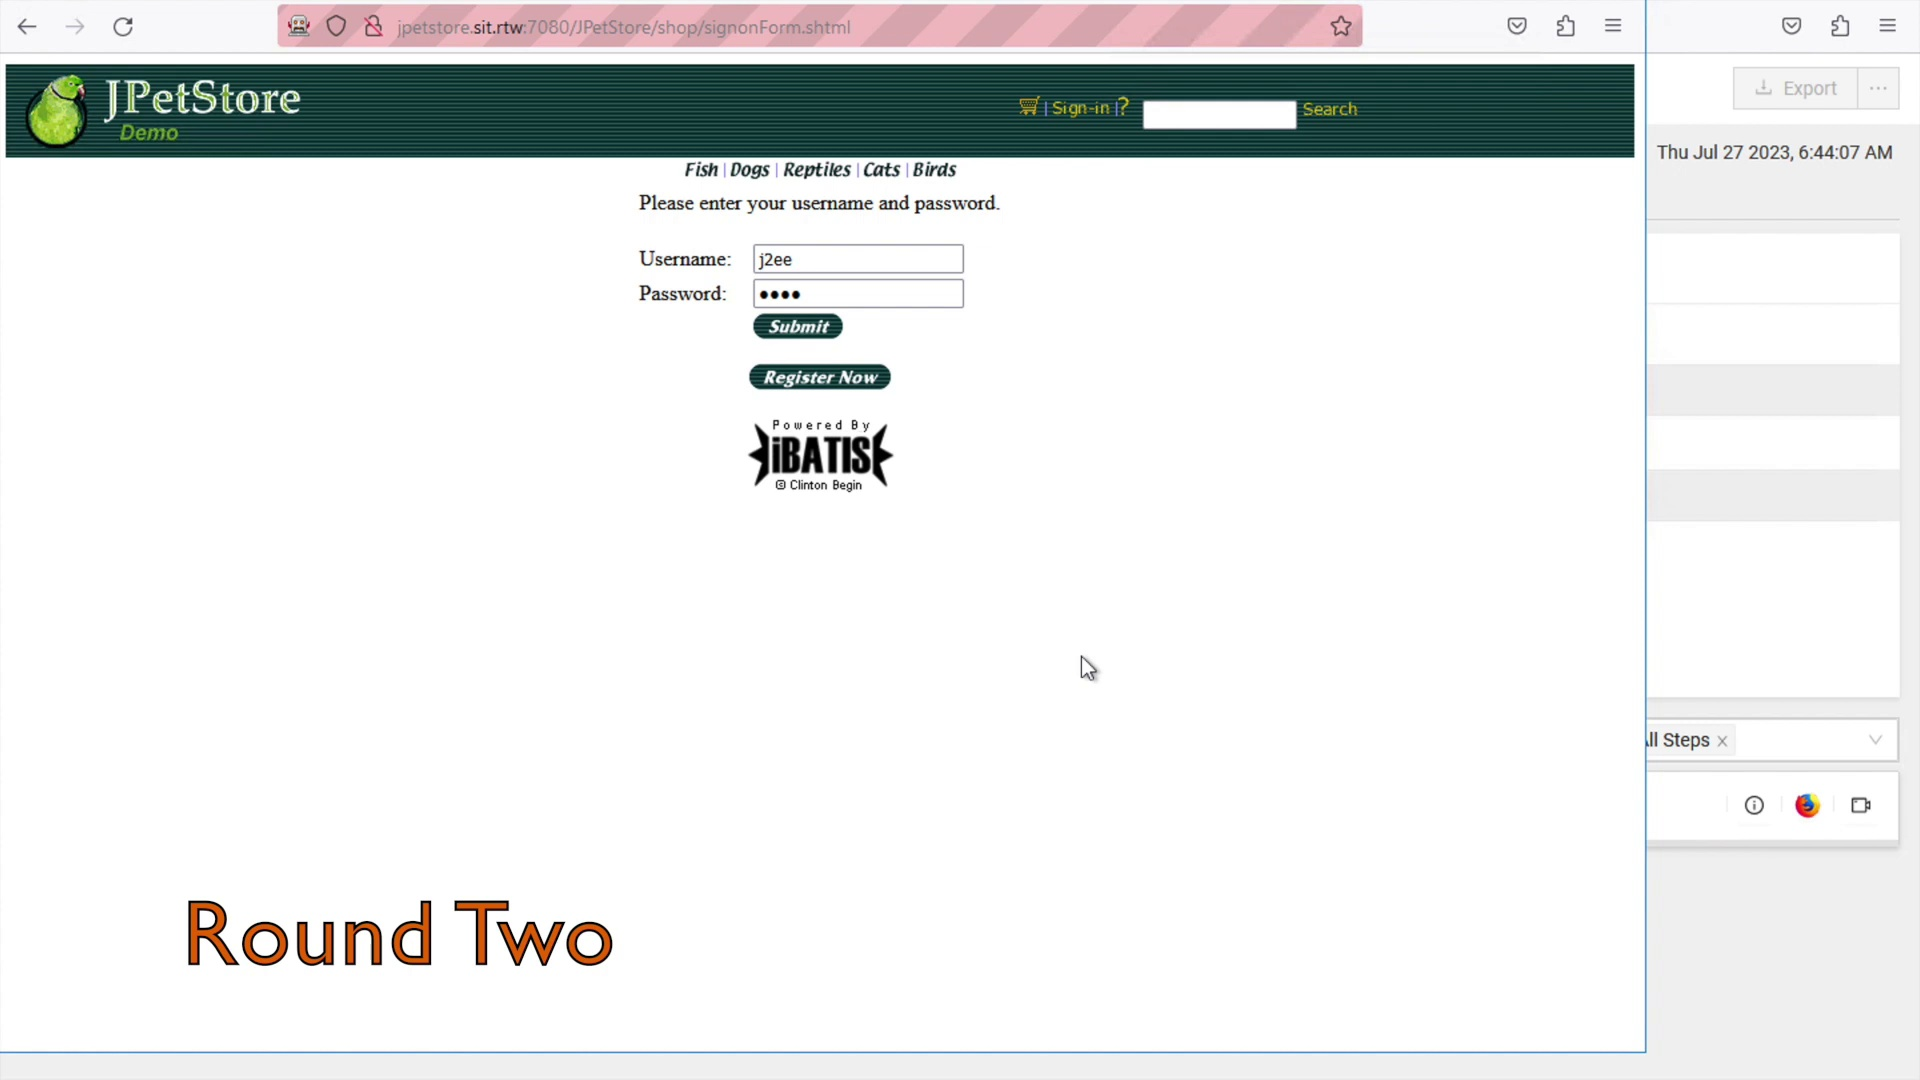 jpetstore.sit.rtw:7080/JPetStore/shop/signonForm.shtml
Export
JPetStore
Demo
| Sign-in | ?
Search
Thu Jul 27 2023, 6:44:07 AM
Fish | Dogs | Reptiles | Cats | Birds
Please enter your username and password.
Username: j2ee
Password: ••••
Submit
Register Now
Powered By
iBATIS
© Clinton Begin
ll Steps
Round Two